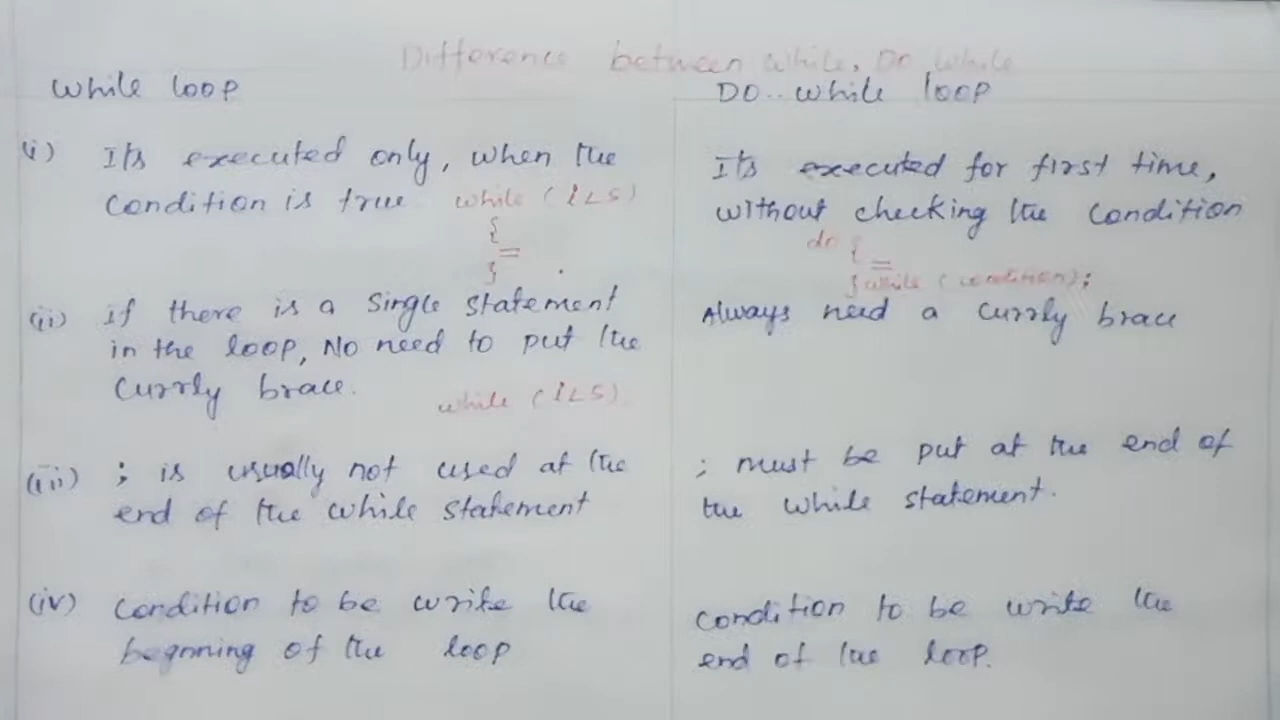 Difference between While, Do while
While loop
DO..while loop
(i) It's executed only, when the
condition is true while (i<5)
{
=
}
It's executed for first time,
without checking the condition
do {
=
} while (condition);
(ii) if there is a single statement
in the loop, No need to put the
Currly brace.
while (i<5)
Always need a currly brace
(iii) ; is usually not used at the
end of the while statement
; must be put at the end of
the while statement.
(iv) condition to be write the
begnning of the loop
condition to be write the
end of the loop.